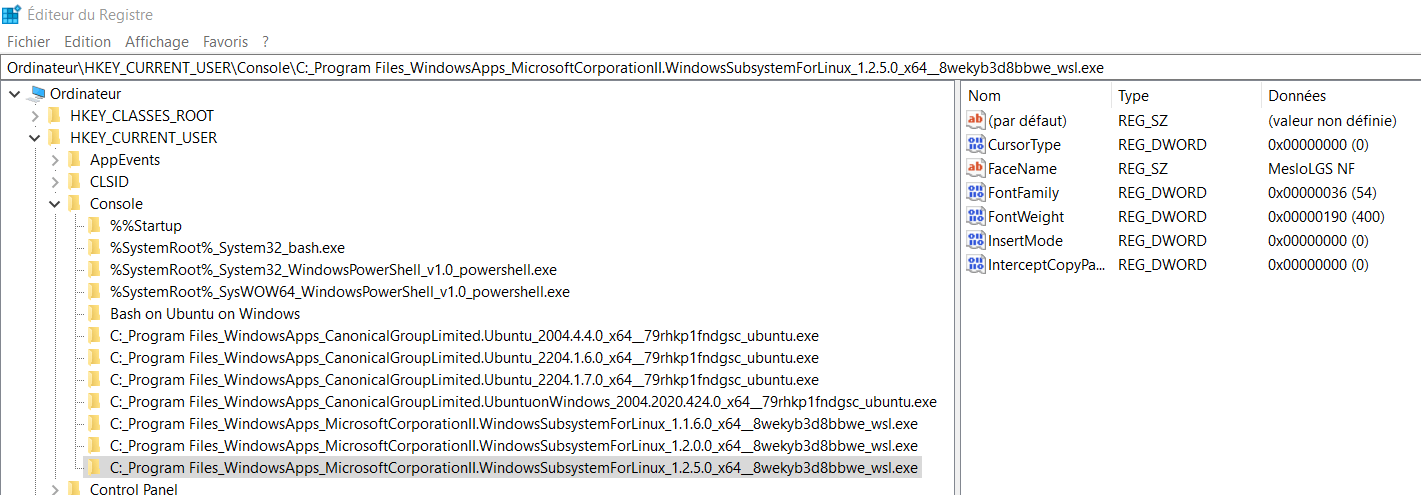 Éditeur du Registre
Fichier Edition Affichage Favoris ?
Ordinateur\HKEY_CURRENT_USER\Console\C:_Program Files_WindowsApps_MicrosoftCorporationII.WindowsSubsystemForLinux_1.2.5.0_x64__8wekyb3d8bbwe_wsl.exe
Ordinateur
HKEY_CLASSES_ROOT
HKEY_CURRENT_USER
AppEvents
CLSID
Console
%%Startup
%SystemRoot%_System32_bash.exe
%SystemRoot%_System32_WindowsPowerShell_v1.0_powershell.exe
%SystemRoot%_SysWOW64_WindowsPowerShell_v1.0_powershell.exe
Bash on Ubuntu on Windows
C:_Program Files_WindowsApps_CanonicalGroupLimited.Ubuntu_2004.4.4.0_x64__79rhkp1fndgsc_ubuntu.exe
C:_Program Files_WindowsApps_CanonicalGroupLimited.Ubuntu_2204.1.6.0_x64__79rhkp1fndgsc_ubuntu.exe
C:_Program Files_WindowsApps_CanonicalGroupLimited.Ubuntu_2204.1.7.0_x64__79rhkp1fndgsc_ubuntu.exe
C:_Program Files_WindowsApps_CanonicalGroupLimited.UbuntuonWindows_2004.2020.424.0_x64__79rhkp1fndgsc_ubuntu.exe
C:_Program Files_WindowsApps_MicrosoftCorporationII.WindowsSubsystemForLinux_1.1.6.0_x64__8wekyb3d8bbwe_wsl.exe
C:_Program Files_WindowsApps_MicrosoftCorporationII.WindowsSubsystemForLinux_1.2.0.0_x64__8wekyb3d8bbwe_wsl.exe
C:_Program Files_WindowsApps_MicrosoftCorporationII.WindowsSubsystemForLinux_1.2.5.0_x64__8wekyb3d8bbwe_wsl.exe
Control Panel
Nom Type Données
(par défaut) REG_SZ (valeur non définie)
CursorType REG_DWORD 0x00000000 (0)
FaceName REG_SZ MesloLGS NF
FontFamily REG_DWORD 0x00000036 (54)
FontWeight REG_DWORD 0x00000190 (400)
InsertMode REG_DWORD 0x00000000 (0)
InterceptCopyPa... REG_DWORD 0x00000000 (0)